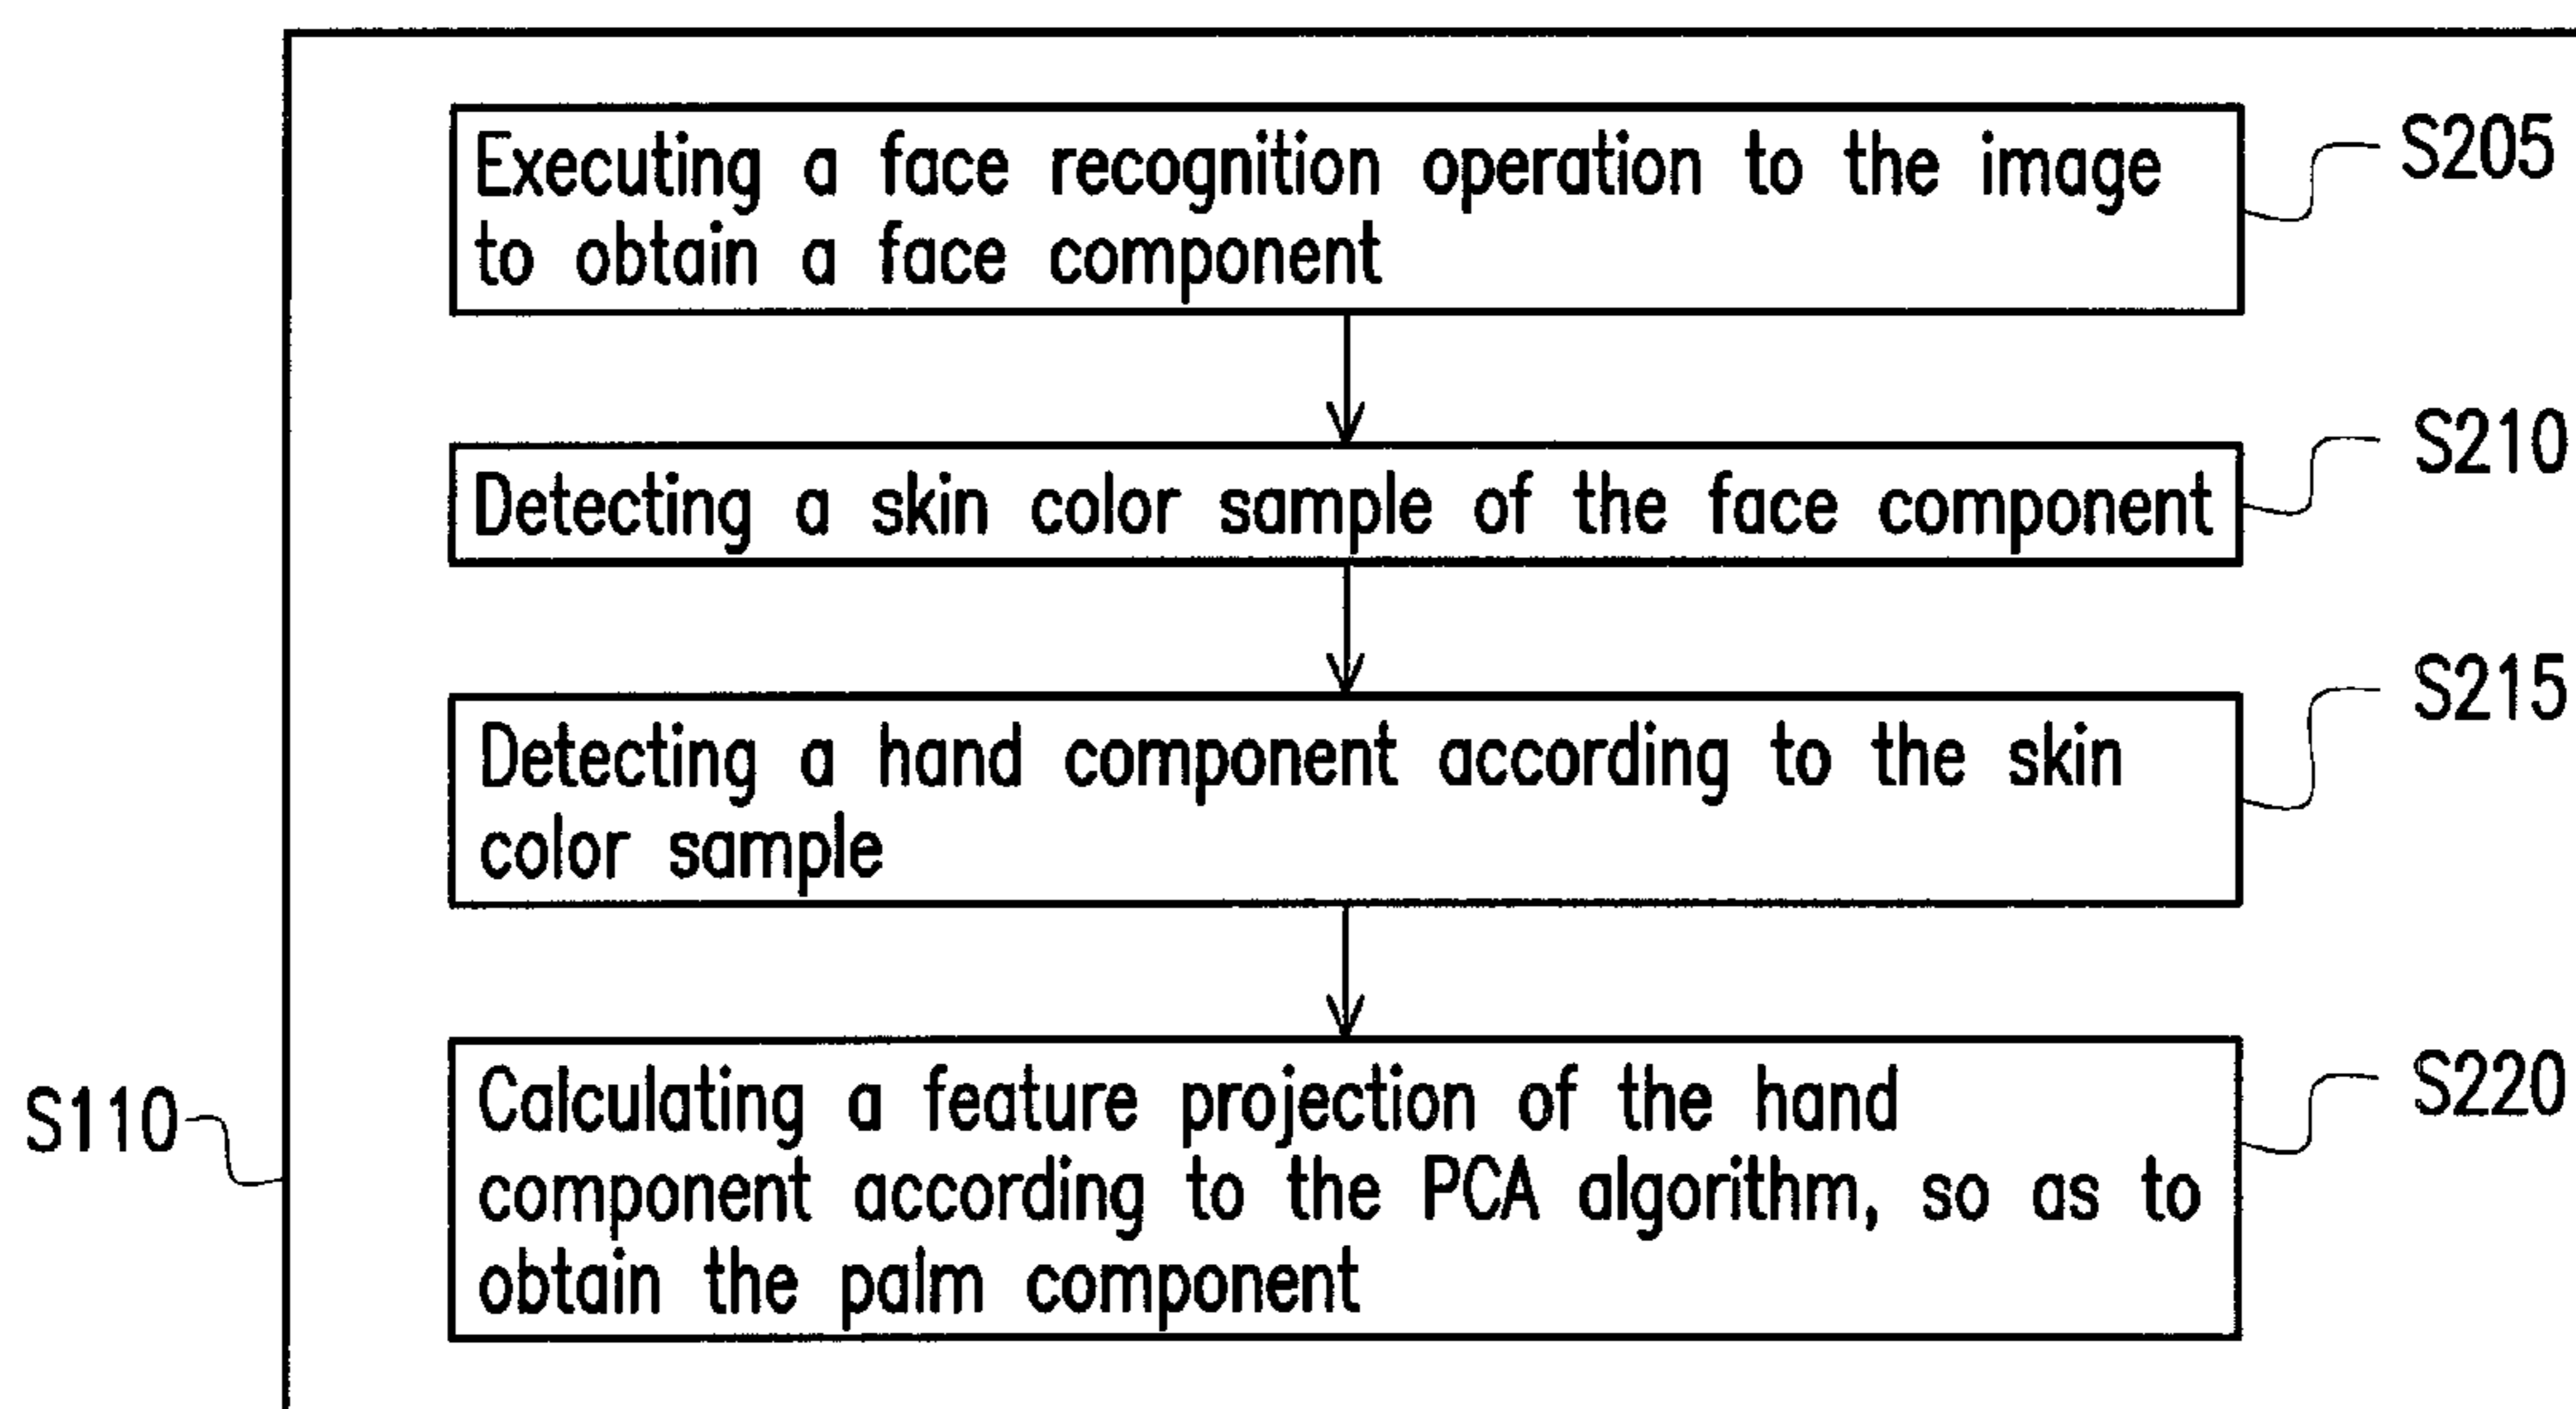 Executing a face recognition operation to the image
to obtain a face component
S205
Detecting a skin color sample of the face component
S210
Detecting a hand component according to the skin
color sample
S215
Calculating a feature projection of the hand
component according to the PCA algorithm, so as to
obtain the palm component
S220
S110